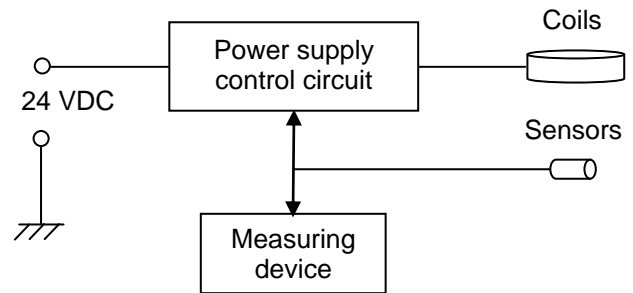 Coils
Power supply
control circuit
24 VDC
Sensors
Measuring
device